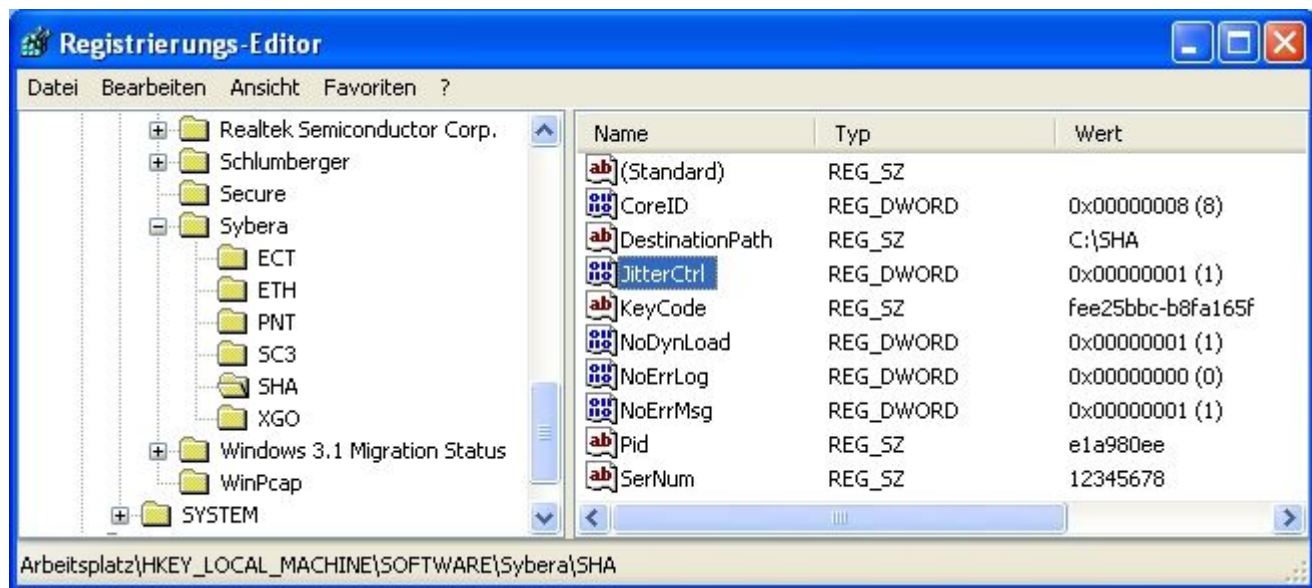 Registrierungs-Editor
Datei Bearbeiten Ansicht Favoriten ?
Realtek Semiconductor Corp.
Schlumberger
Secure
Sybera
ECT
ETH
PNT
SC3
SHA
XGO
Windows 3.1 Migration Status
WinPcap
SYSTEM
Name Typ Wert
(Standard) REG_SZ
CoreID REG_DWORD 0x00000008 (8)
DestinationPath REG_SZ C:\SHA
JitterCtrl REG_DWORD 0x00000001 (1)
KeyCode REG_SZ fee25bbc-b8fa165f
NoDynLoad REG_DWORD 0x00000001 (1)
NoErrLog REG_DWORD 0x00000000 (0)
NoErrMsg REG_DWORD 0x00000001 (1)
Pid REG_SZ e1a980ee
SerNum REG_SZ 12345678
Arbeitsplatz\HKEY_LOCAL_MACHINE\SOFTWARE\Sybera\SHA